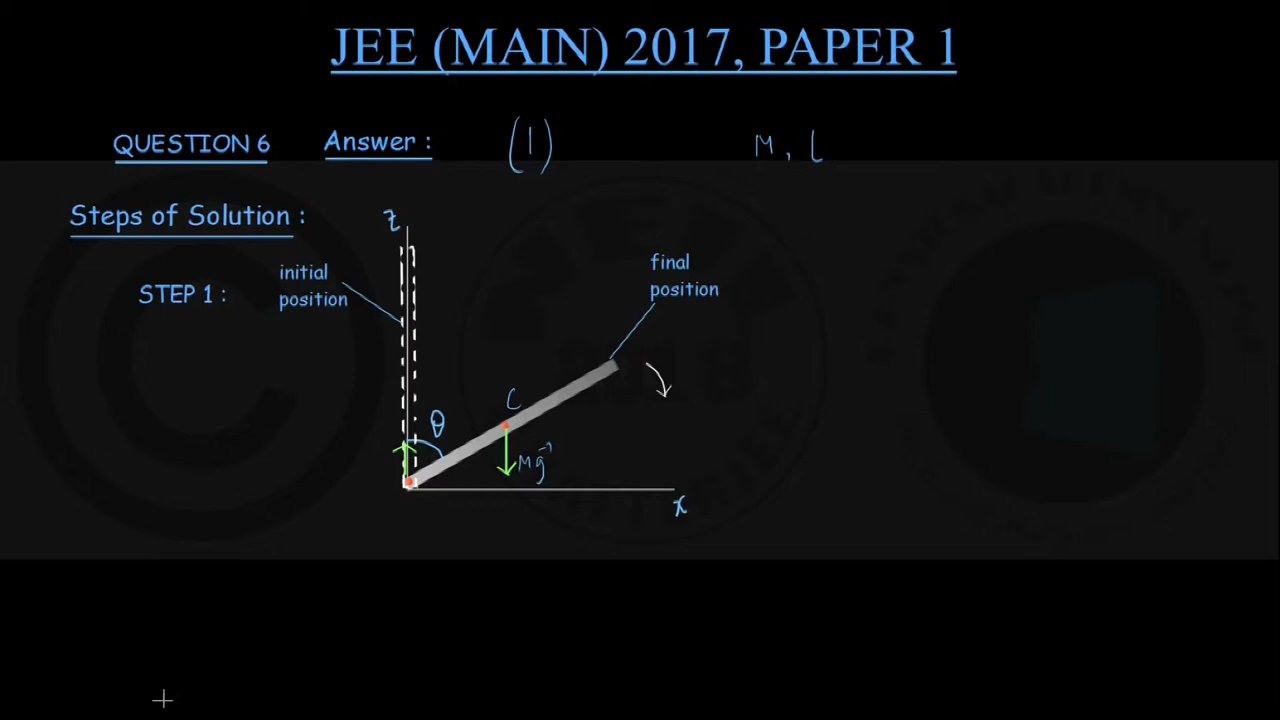 JEE (MAIN) 2017, PAPER 1
QUESTION 6 Answer : (1) M, L
Steps of Solution :
z
STEP 1 :
initial
position
final
position
C
θ
Mg
x